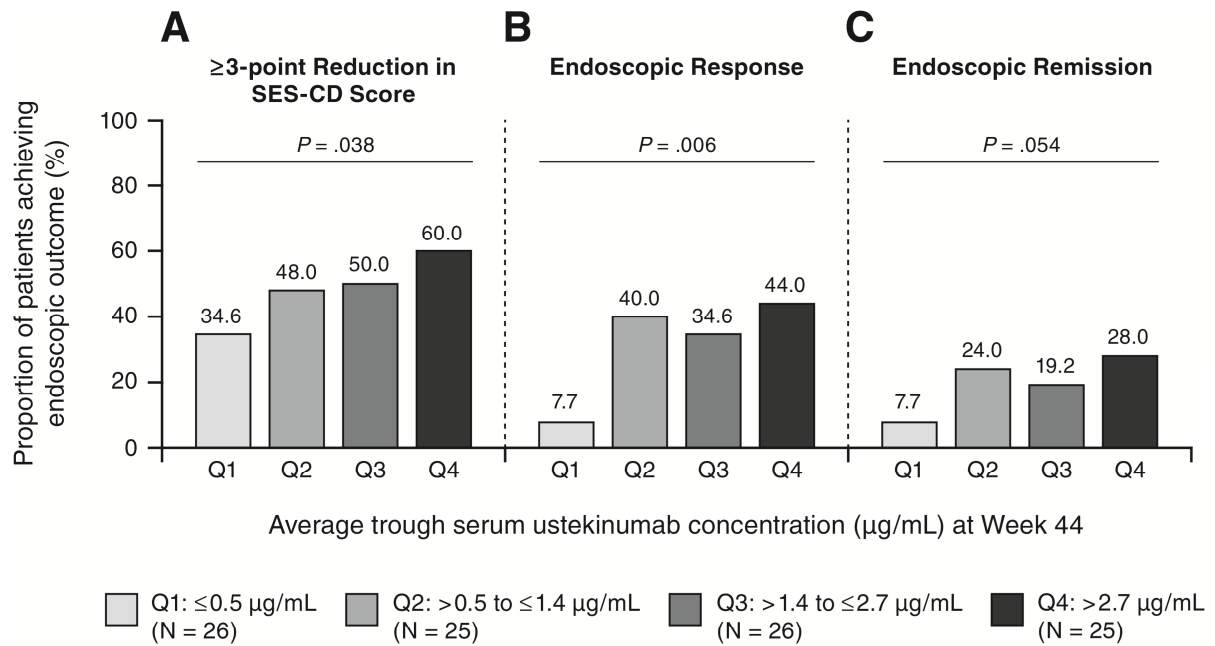 A
B
C
≥3-point Reduction in
SES-CD Score
Endoscopic Response
Endoscopic Remission
Proportion of patients achieving
endoscopic outcome (%)
100
80
60
40
20
0
P = .038
34.6
48.0
50.0
60.0
Q1 Q2 Q3 Q4
P = .006
7.7
40.0
34.6
44.0
Q1 Q2 Q3 Q4
P = .054
7.7
24.0
19.2
28.0
Q1 Q2 Q3 Q4
Average trough serum ustekinumab concentration (μg/mL) at Week 44
Q1: ≤0.5 μg/mL
(N = 26)
Q2: >0.5 to ≤1.4 μg/mL
(N = 25)
Q3: >1.4 to ≤2.7 μg/mL
(N = 26)
Q4: >2.7 μg/mL
(N = 25)